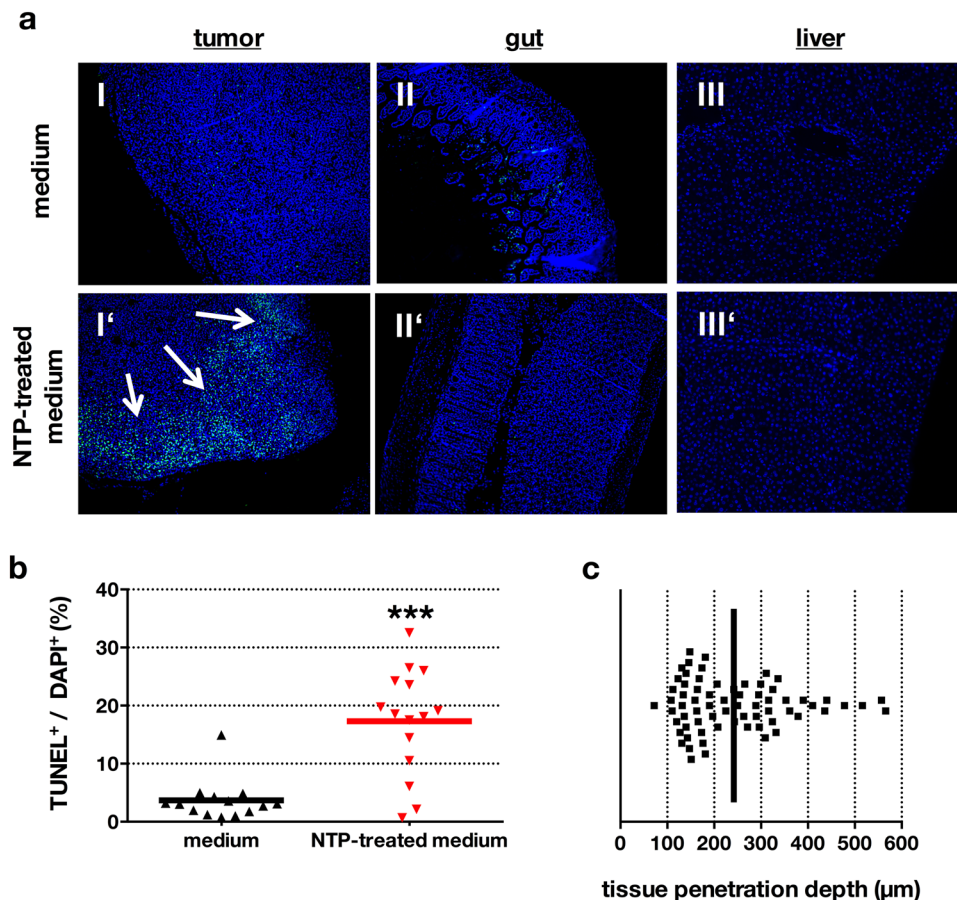 a
tumor gut liver
medium
I II III
NTP-treated
medium
I‘ II‘ III‘
b
TUNEL⁺ / DAPI⁺ (%)
40
30
20
10
0
***
medium NTP-treated medium
c
0 100 200 300 400 500 600
tissue penetration depth (µm)